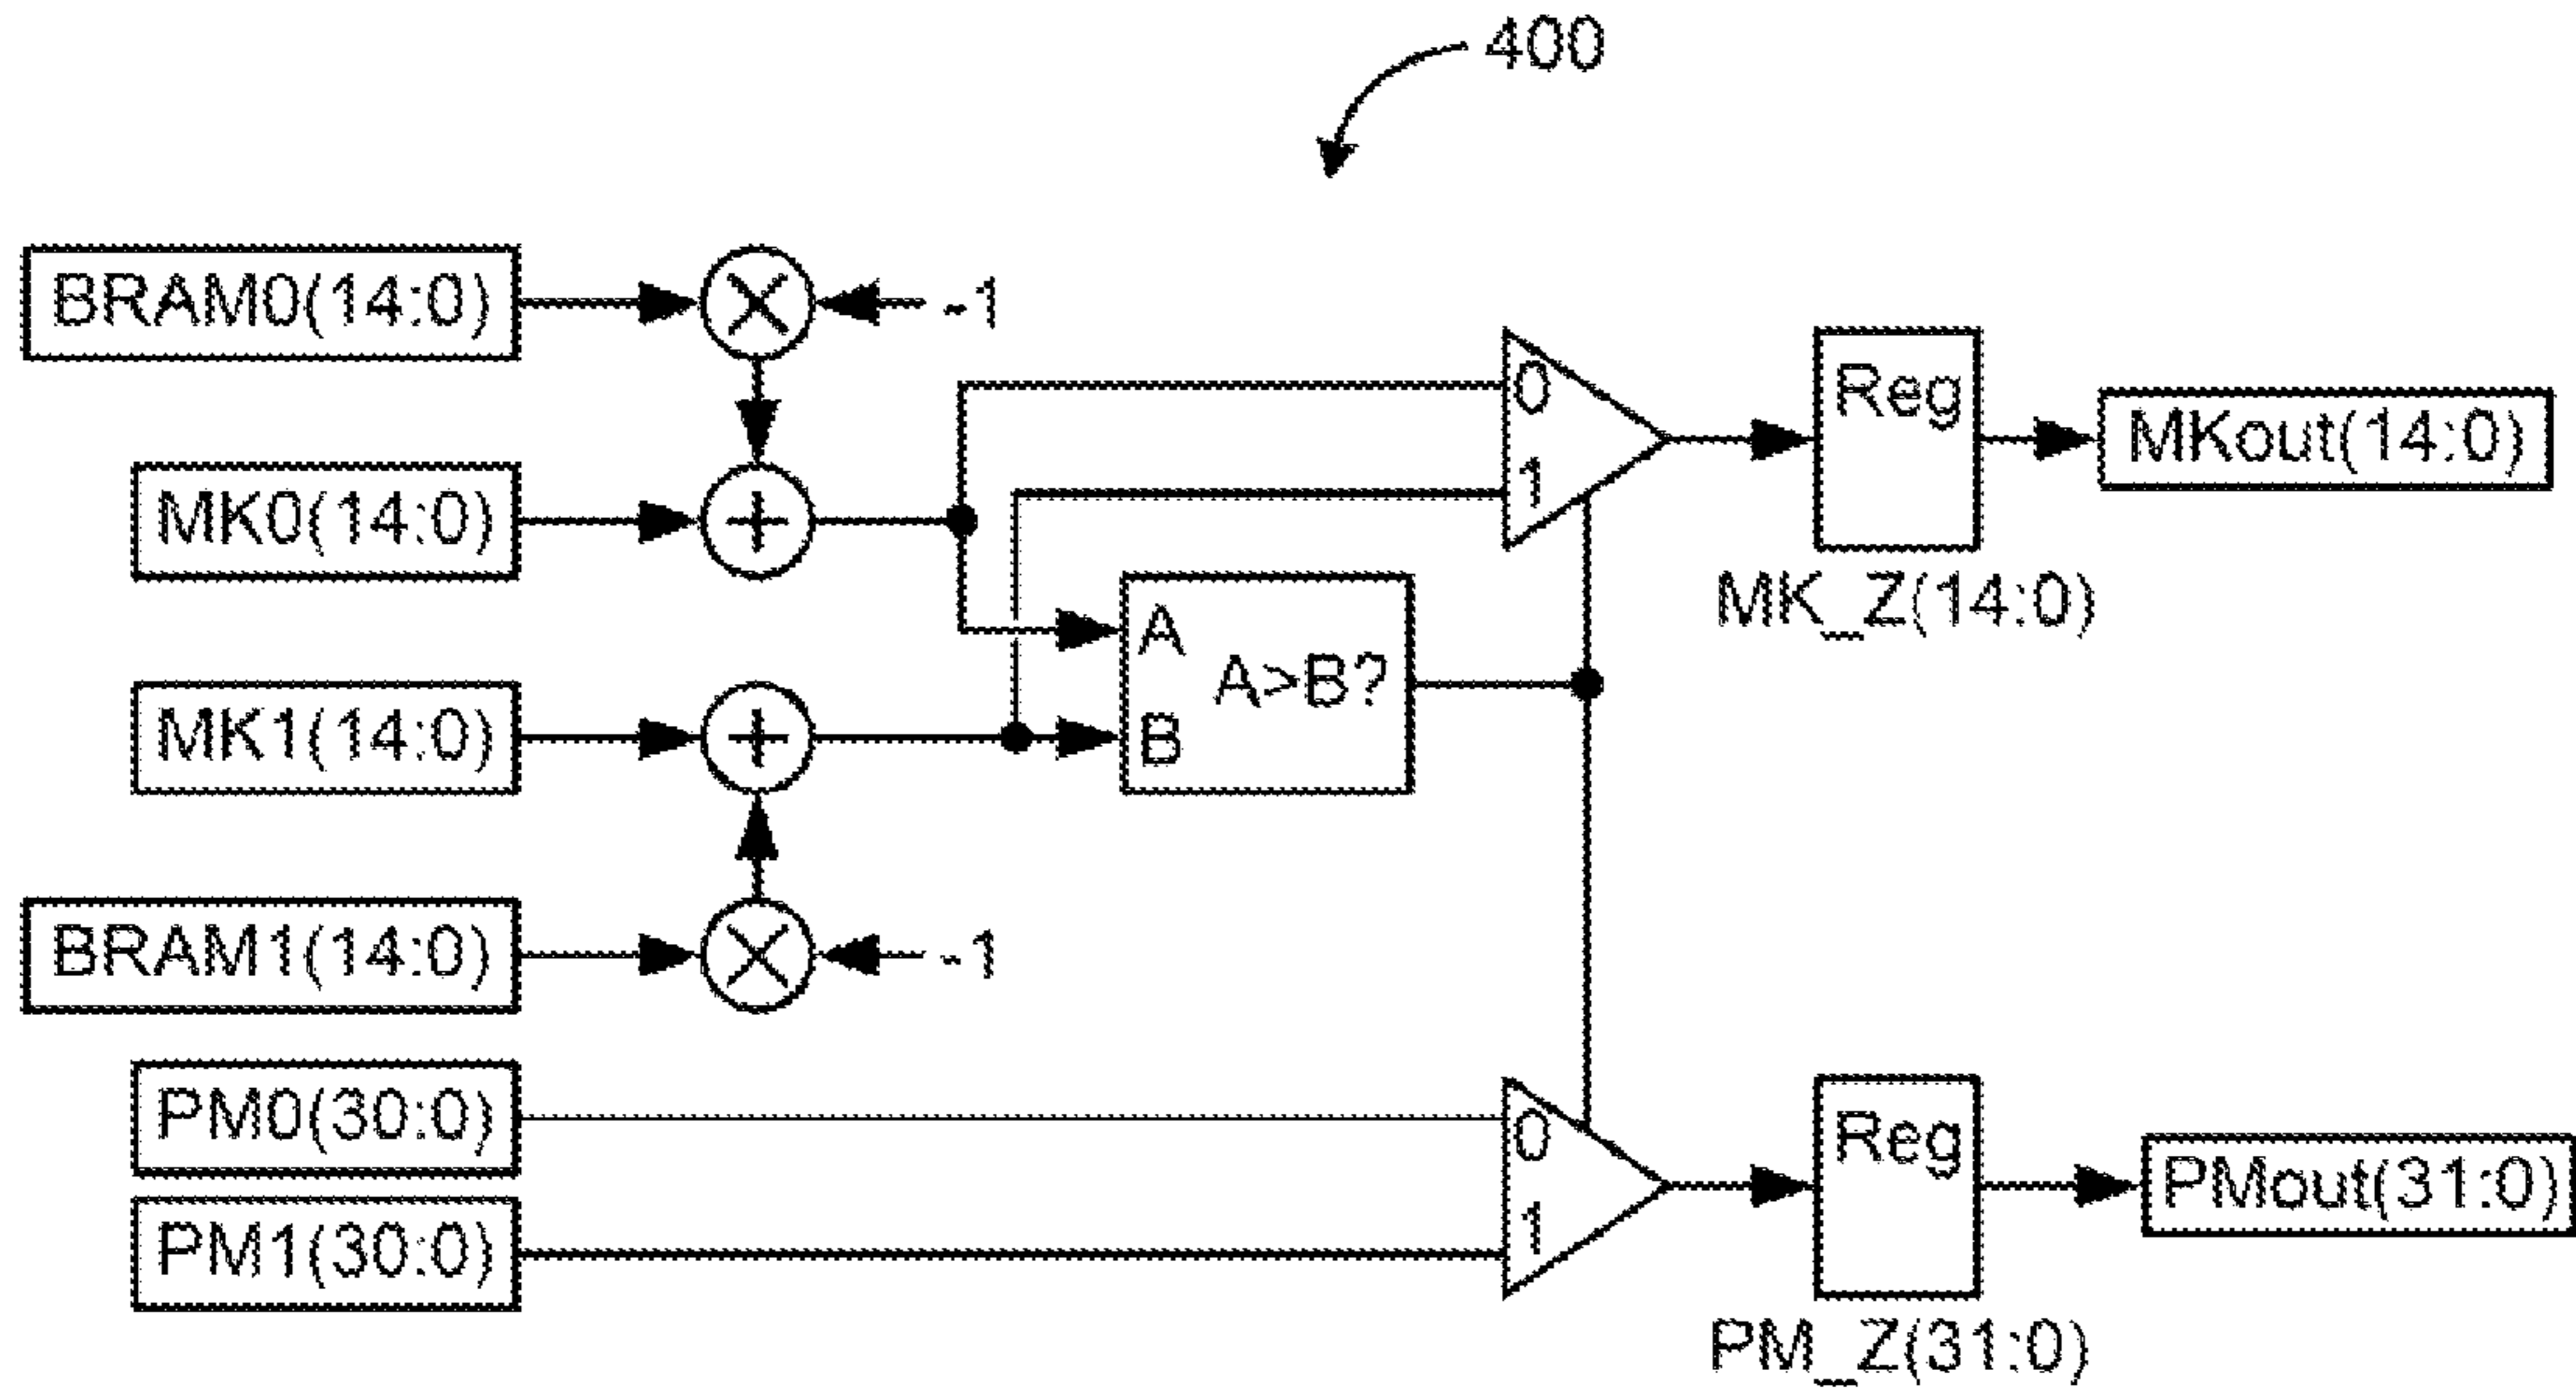 400
BRAM0(14:0)
-1
MK0(14:0)
0
1
Reg
MKout(14:0)
MK_Z(14:0)
A
A>B?
B
MK1(14:0)
BRAM1(14:0)
-1
PM0(30:0)
PM1(30:0)
0
1
Reg
PMout(31:0)
PM_Z(31:0)